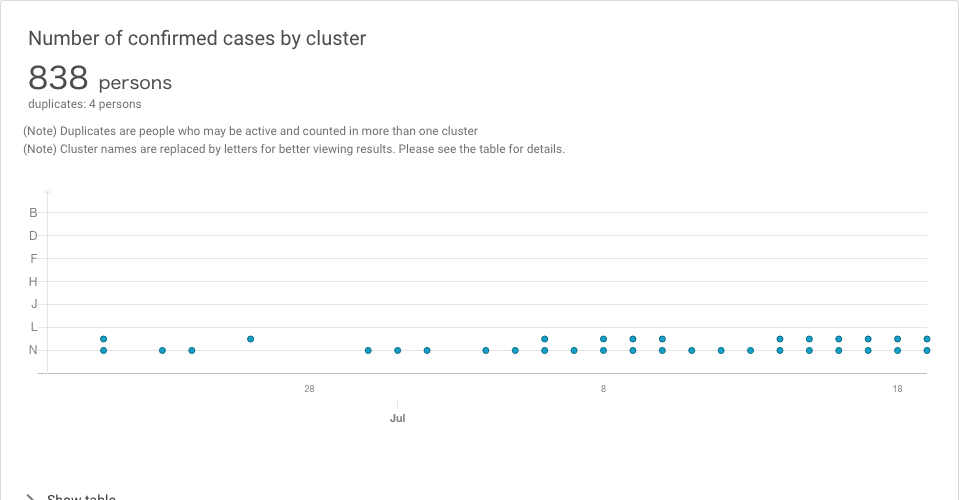 Number of confirmed cases by cluster
838 persons
duplicates: 4 persons
(Note) Duplicates are people who may be active and counted in more than one cluster
(Note) Cluster names are replaced by letters for better viewing results. Please see the table for details.
B
D
F
H
J
L
N
28 8 18
Jul
Show table